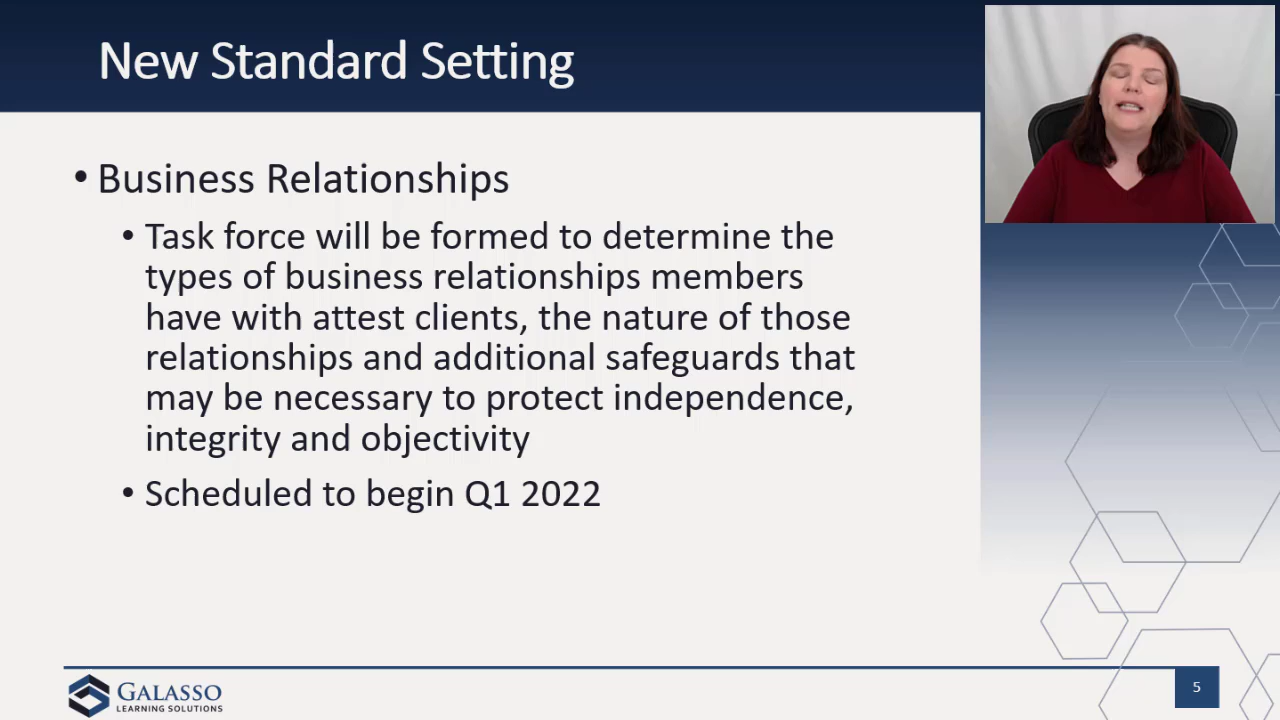 New Standard Setting
• Business Relationships
• Task force will be formed to determine the
types of business relationships members
have with attest clients, the nature of those
relationships and additional safeguards that
may be necessary to protect independence,
integrity and objectivity
• Scheduled to begin Q1 2022
GALASSO
LEARNING SOLUTIONS
5